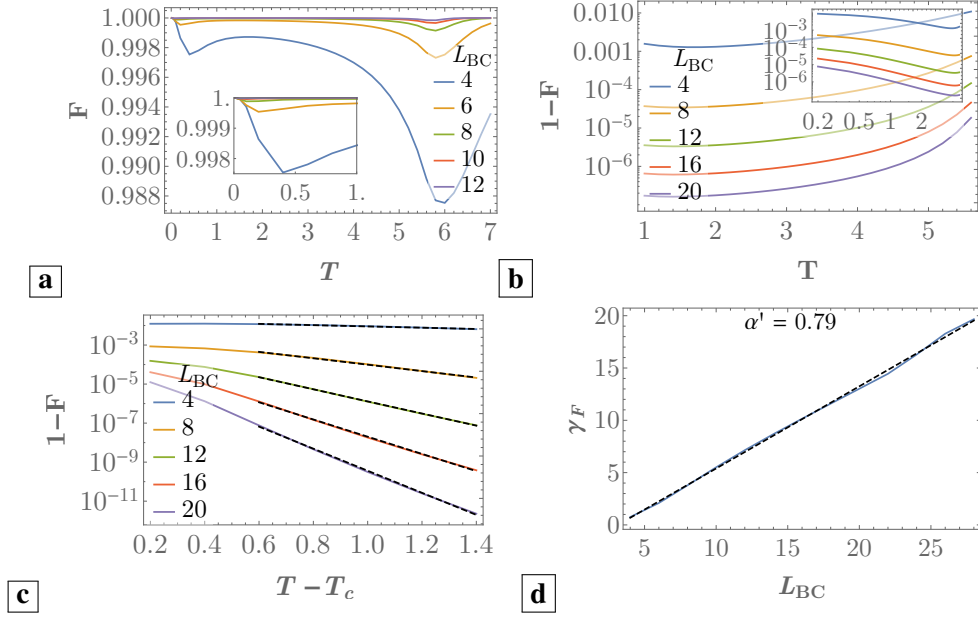 1.000
0.998
0.996
0.994
0.992
0.990
0.988
F
L_BC
4
6
8
10
12
1
0.999
0.998
0 0.5 1.
0 1 2 3 4 5 6 7
T
a
0.010
0.001
10^-4
10^-5
10^-6
1-F
L_BC
4
8
12
16
20
10^-3
10^-4
10^-5
10^-6
0.2 0.5 1 2
1 2 3 4 5
T
b
10^-3
10^-5
10^-7
10^-9
10^-11
1-F
L_BC
4
8
12
16
20
0.2 0.4 0.6 0.8 1.0 1.2 1.4
T - T_c
c
α' = 0.79
20
15
10
5
0
γ_F
5 10 15 20 25
L_BC
d